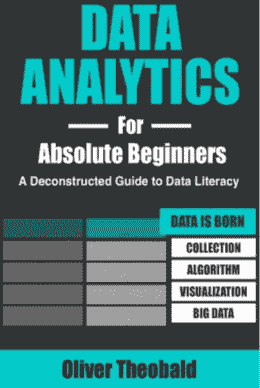 DATA
ANALYTICS
For
Absolute Beginners
A Deconstructed Guide to Data Literacy
DATA IS BORN
COLLECTION
ALGORITHM
VISUALIZATION
BIG DATA
Oliver Theobald